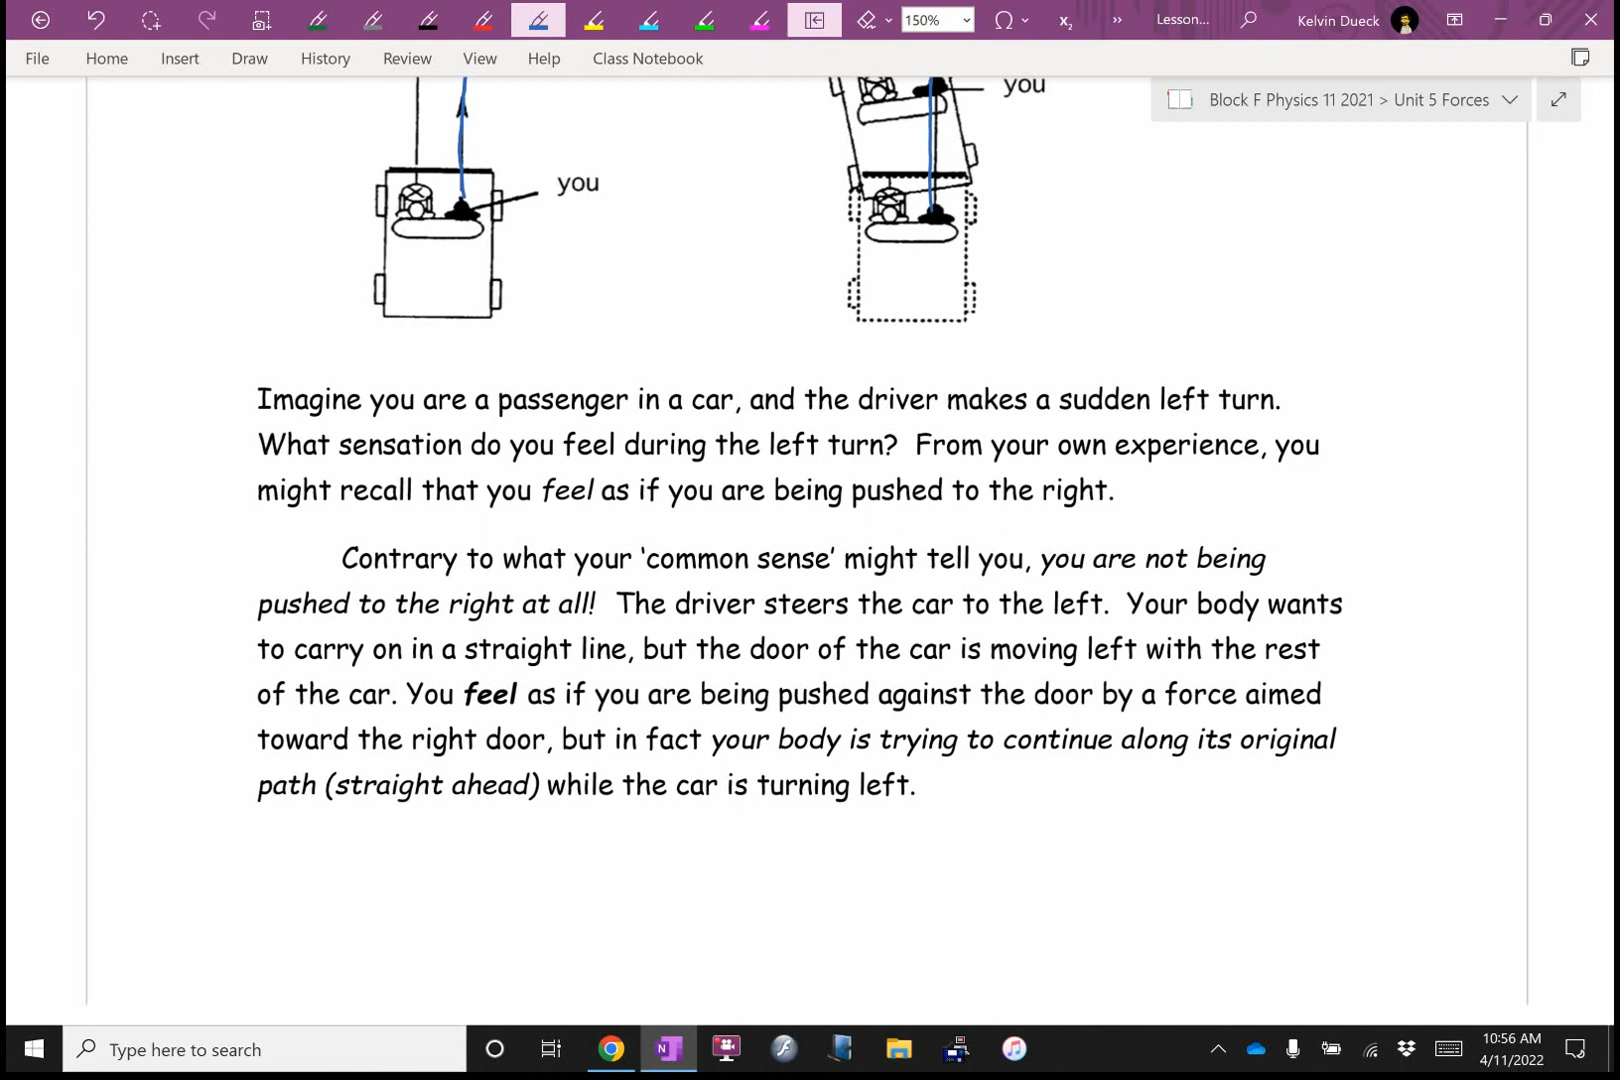 150%
Ω
x₂
»
Lesson...
Kelvin Dueck
File Home Insert Draw History Review View Help Class Notebook
Block F Physics 11 2021 > Unit 5 Forces
you
you
Imagine you are a passenger in a car, and the driver makes a sudden left turn.
What sensation do you feel during the left turn? From your own experience, you
might recall that you feel as if you are being pushed to the right.
Contrary to what your ‘common sense’ might tell you, you are not being
pushed to the right at all! The driver steers the car to the left. Your body wants
to carry on in a straight line, but the door of the car is moving left with the rest
of the car. You feel as if you are being pushed against the door by a force aimed
toward the right door, but in fact your body is trying to continue along its original
path (straight ahead) while the car is turning left.
Type here to search
N
10:56 AM
4/11/2022